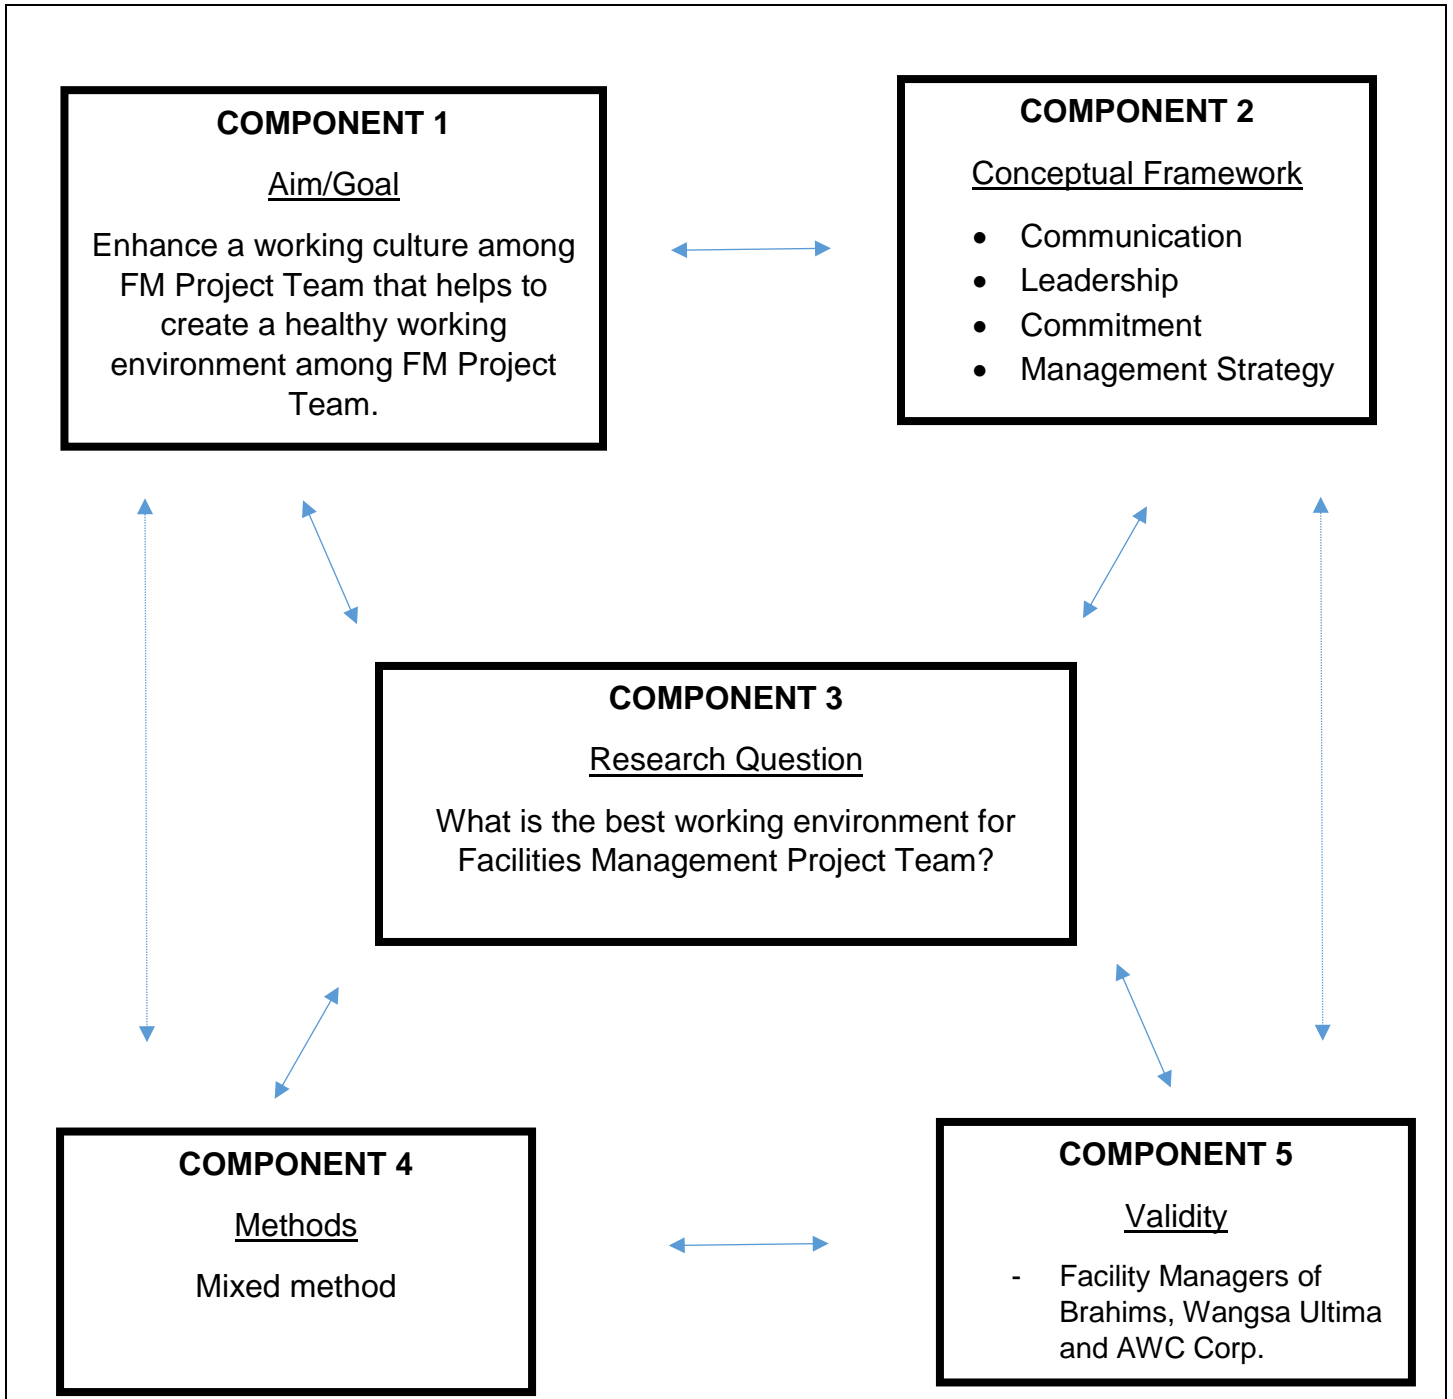 COMPONENT 1
Aim/Goal
Enhance a working culture among
FM Project Team that helps to
create a healthy working
environment among FM Project
Team.
COMPONENT 2
Conceptual Framework
• Communication
• Leadership
• Commitment
• Management Strategy
COMPONENT 3
Research Question
What is the best working environment for
Facilities Management Project Team?
COMPONENT 4
Methods
Mixed method
COMPONENT 5
Validity
- Facility Managers of
Brahims, Wangsa Ultima
and AWC Corp.